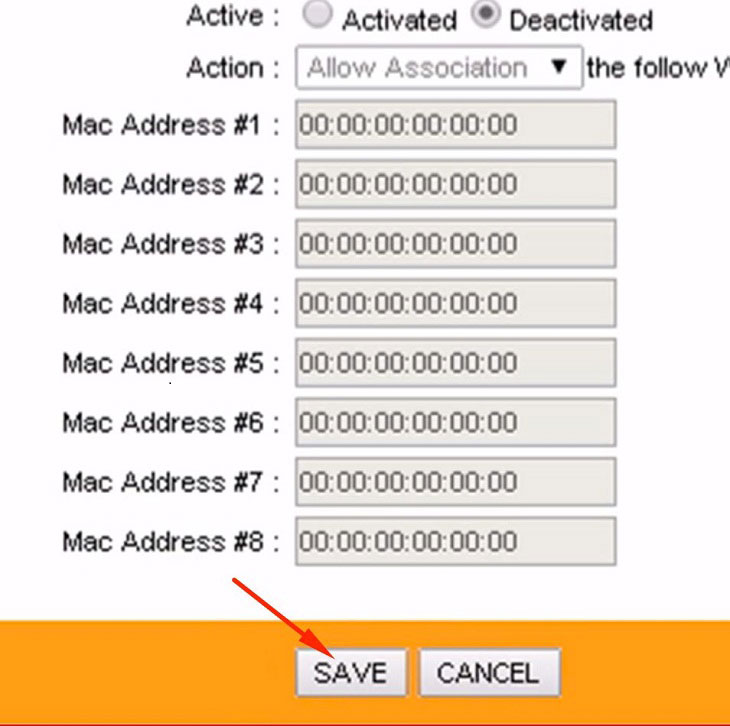 Active : Activated Deactivated
Action : Allow Association ▼ the follow W
Mac Address #1 : 00:00:00:00:00:00
Mac Address #2 : 00:00:00:00:00:00
Mac Address #3 : 00:00:00:00:00:00
Mac Address #4 : 00:00:00:00:00:00
Mac Address #5 : 00:00:00:00:00:00
Mac Address #6 : 00:00:00:00:00:00
Mac Address #7 : 00:00:00:00:00:00
Mac Address #8 : 00:00:00:00:00:00
SAVE CANCEL